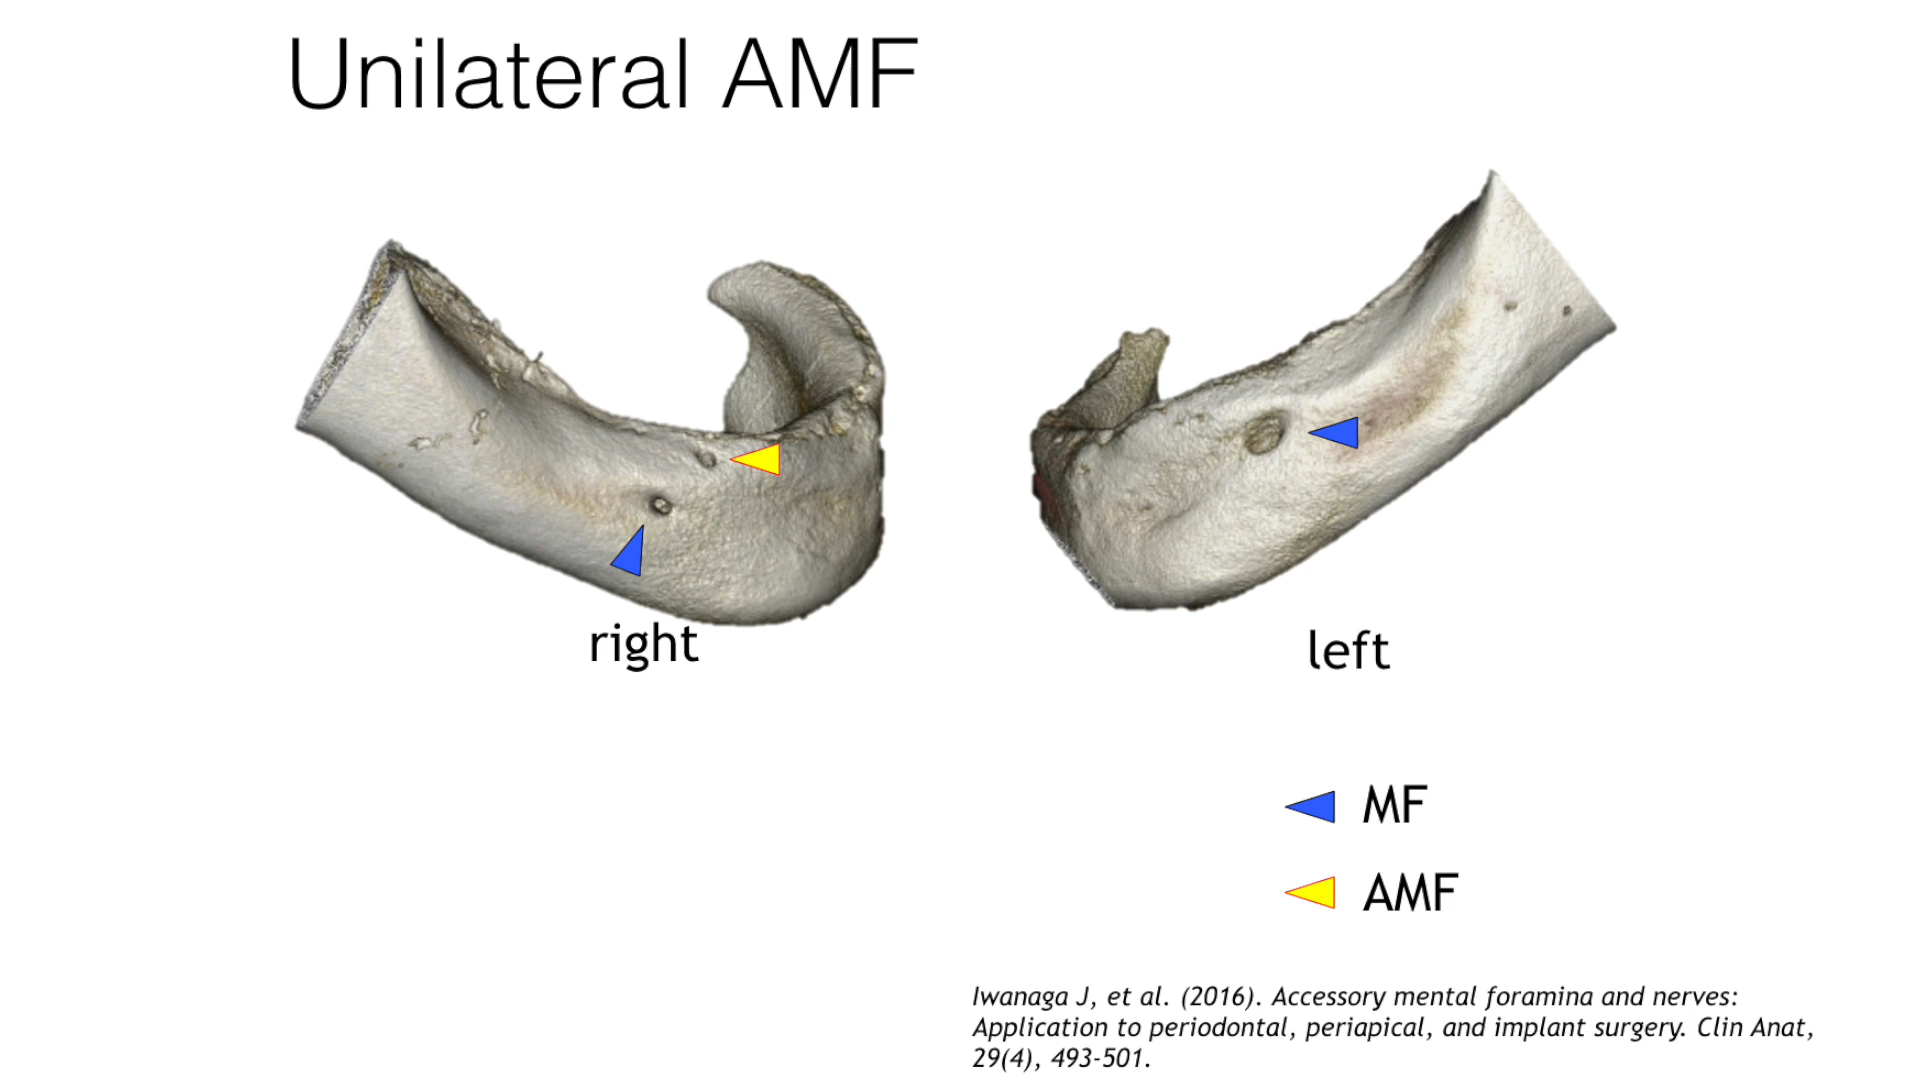 Unilateral AMF
right
left
MF
AMF
Iwanaga J, et al. (2016). Accessory mental foramina and nerves:
Application to periodontal, periapical, and implant surgery. Clin Anat,
29(4), 493-501.